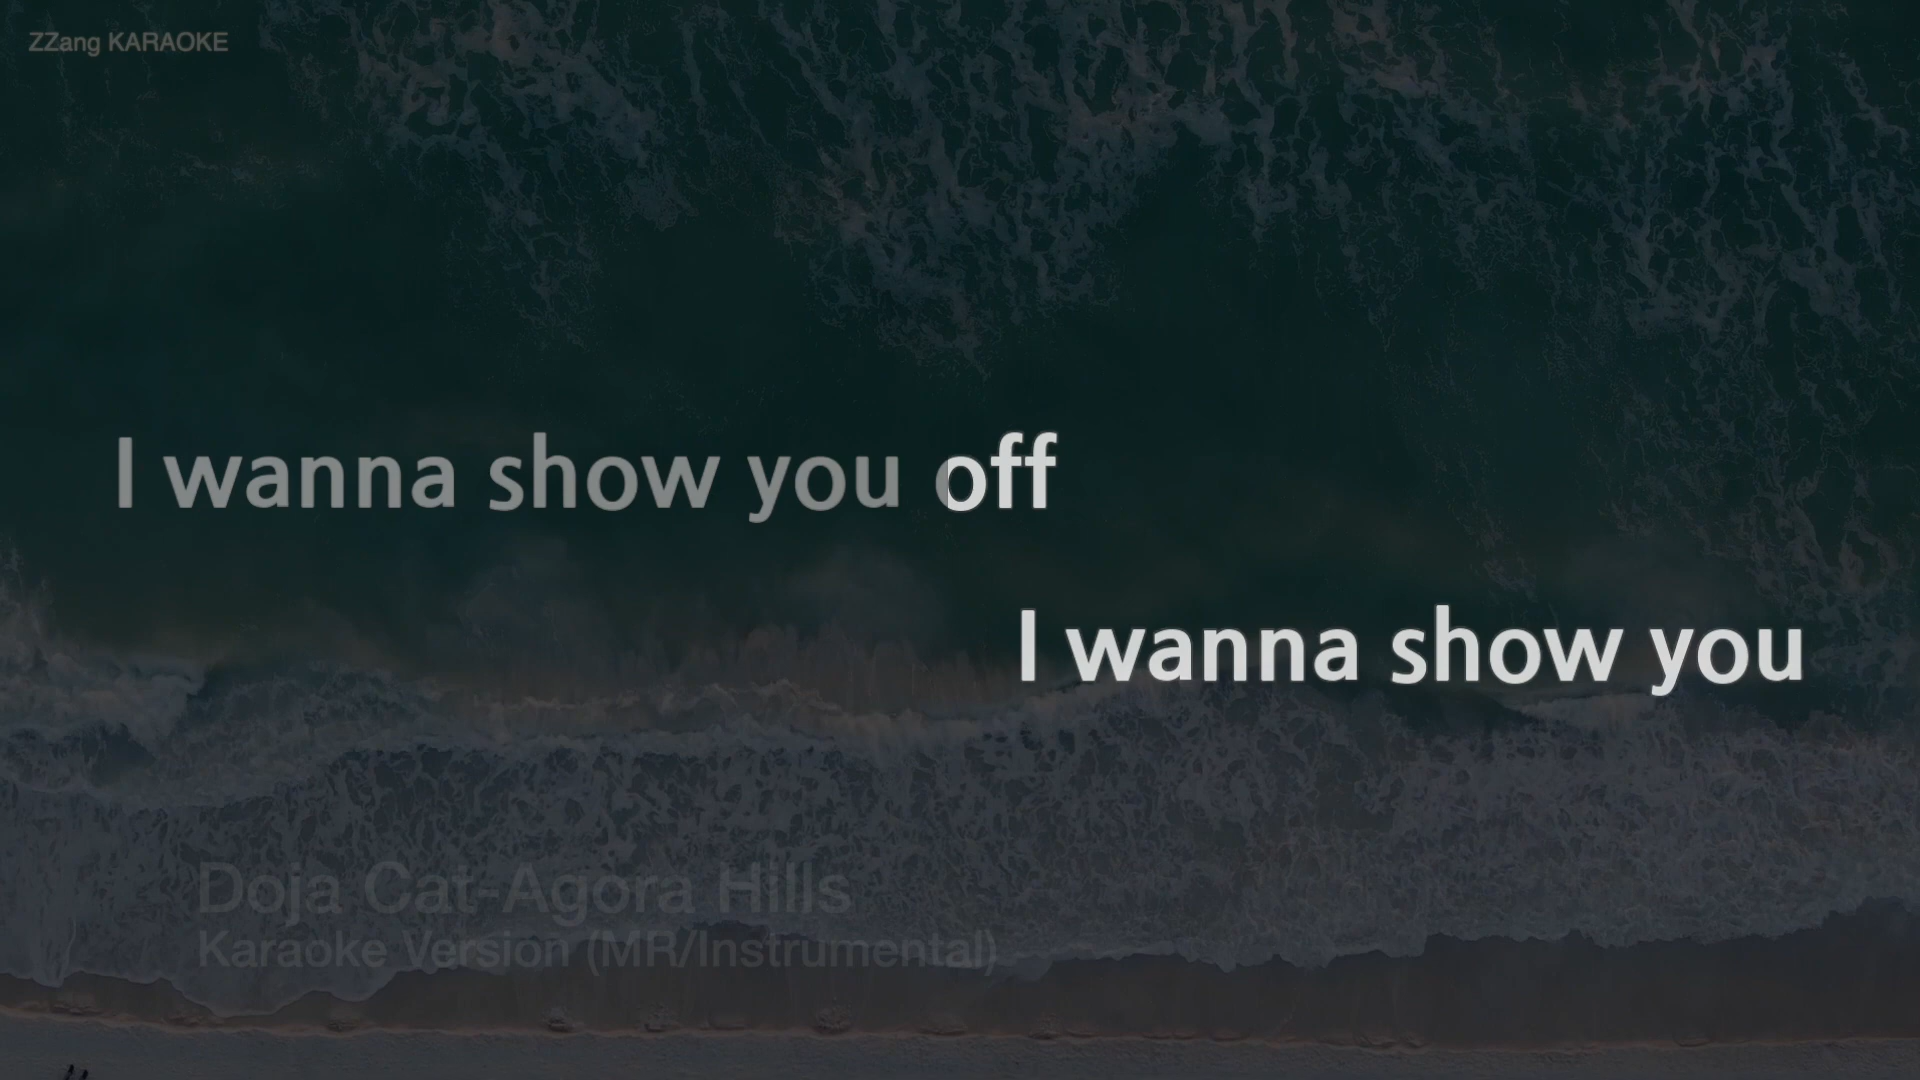 ZZang KARAOKE
I wanna show you off
I wanna show you
Doja Cat-Agora Hills
Karaoke Version (MR/Instrumental)